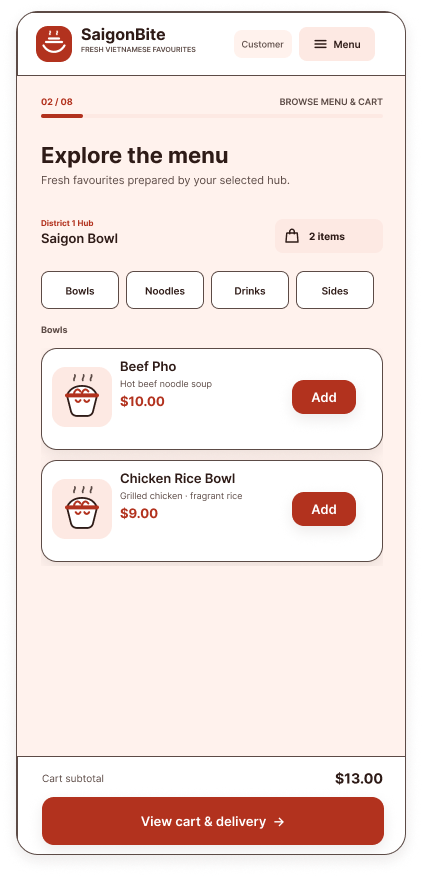 SaigonBite
FRESH VIETNAMESE FAVOURITES
Customer
Menu
02 / 08
BROWSE MENU & CART
Explore the menu
Fresh favourites prepared by your selected hub.
District 1 Hub
Saigon Bowl
2 items
Bowls
Noodles
Drinks
Sides
Bowls
Beef Pho
Hot beef noodle soup
$10.00
Add
Chicken Rice Bowl
Grilled chicken · fragrant rice
$9.00
Add
Cart subtotal
$13.00
View cart & delivery →